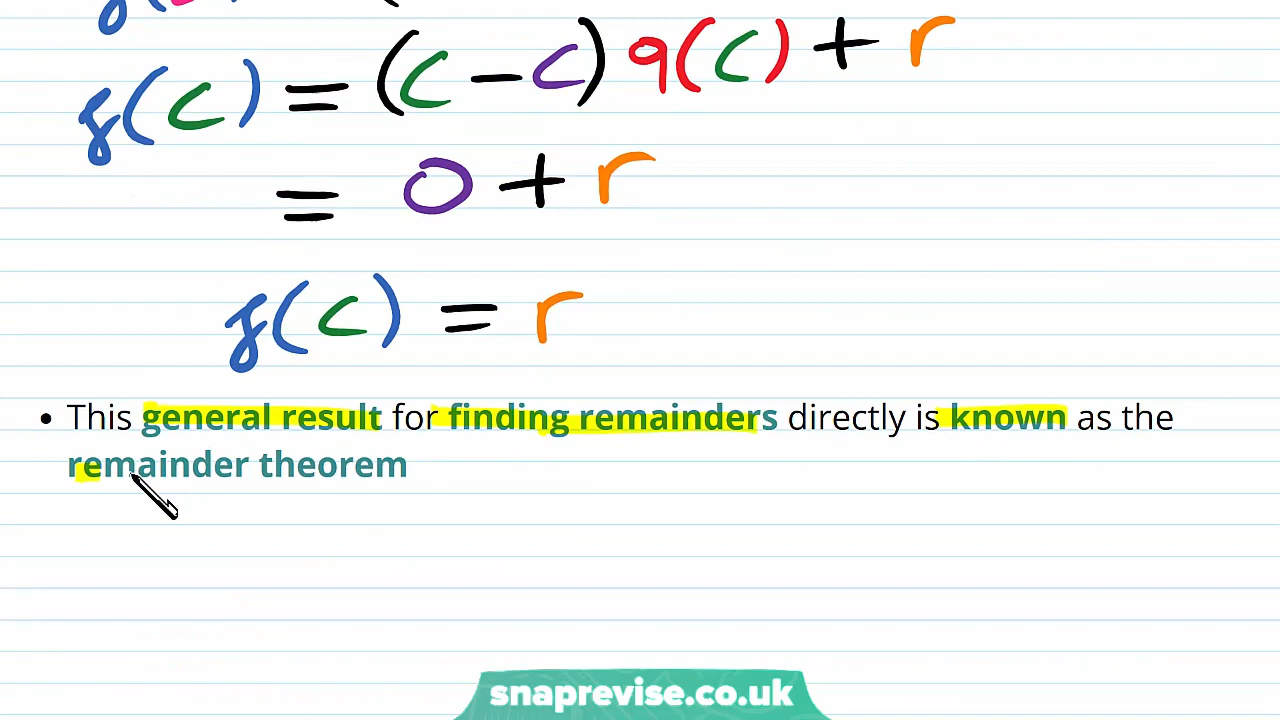 g(c) = (c - c) q(c) + r
= 0 + r
g(c) = r
• This general result for finding remainders directly is known as the
remainder theorem
snaprevise.co.uk